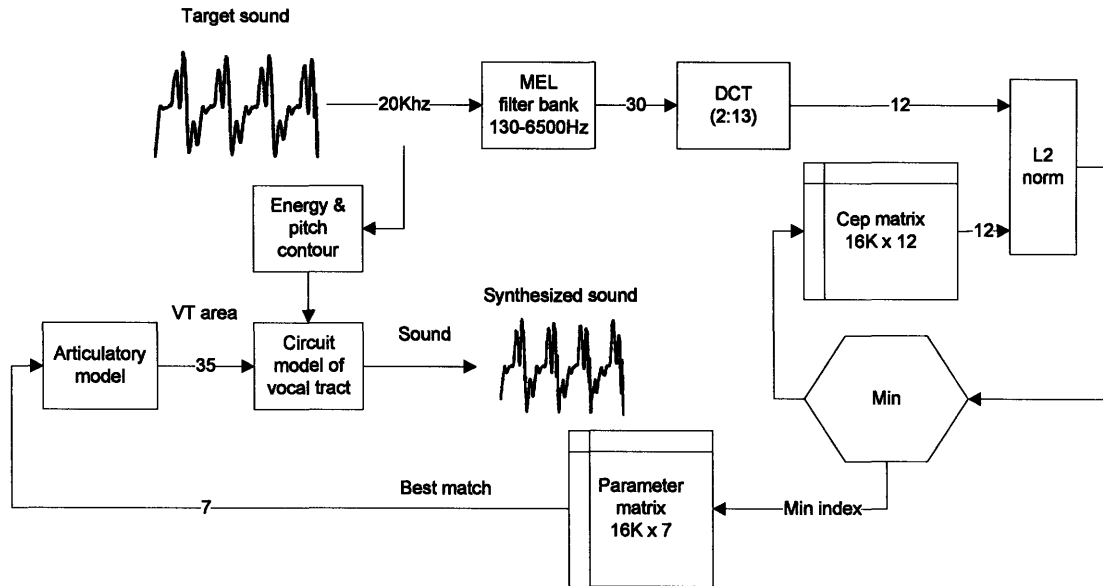 Target sound
20Khz
MEL
filter bank
130-6500Hz
30
DCT
(2:13)
12
L2
norm
Cep matrix
16K x 12
12
Energy &
pitch
contour
Synthesized sound
VT area
Articulatory
model
35
Circuit
model of
vocal tract
Sound
Min
Min index
Parameter
matrix
16K x 7
Best match
7